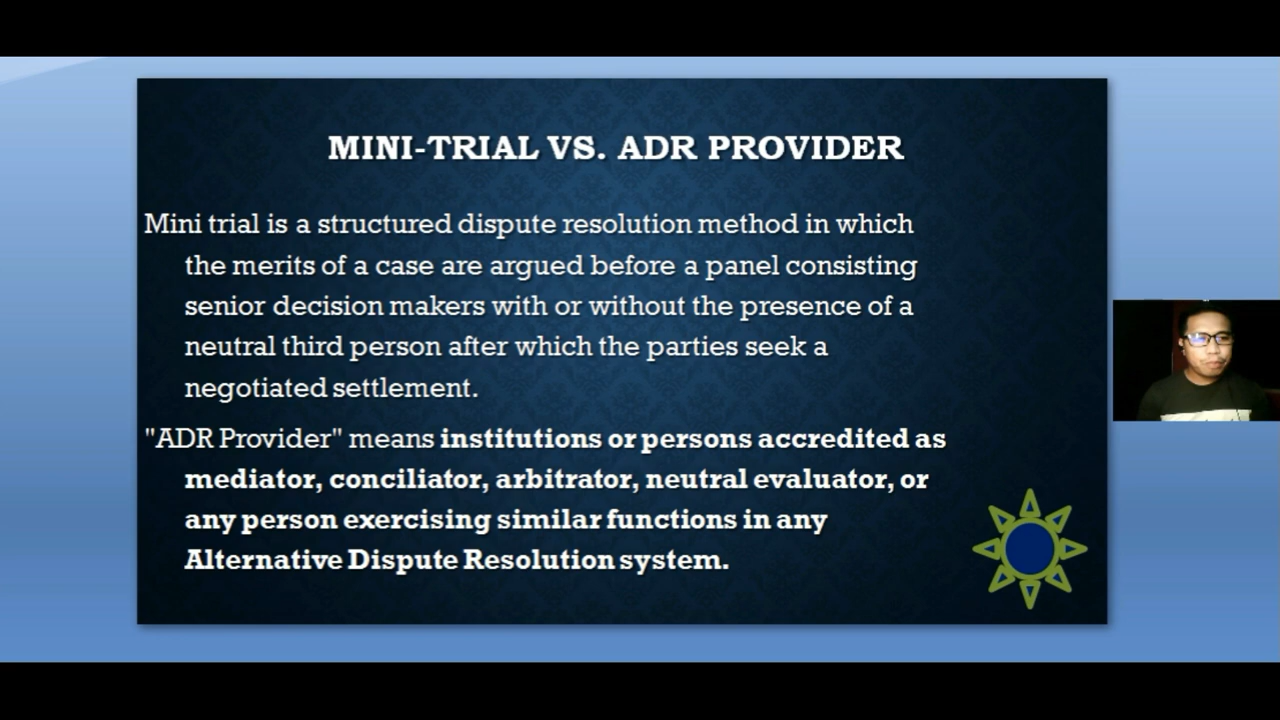 MINI-TRIAL VS. ADR PROVIDER
Mini trial is a structured dispute resolution method in which
the merits of a case are argued before a panel consisting
senior decision makers with or without the presence of a
neutral third person after which the parties seek a
negotiated settlement.
"ADR Provider" means institutions or persons accredited as
mediator, conciliator, arbitrator, neutral evaluator, or
any person exercising similar functions in any
Alternative Dispute Resolution system.